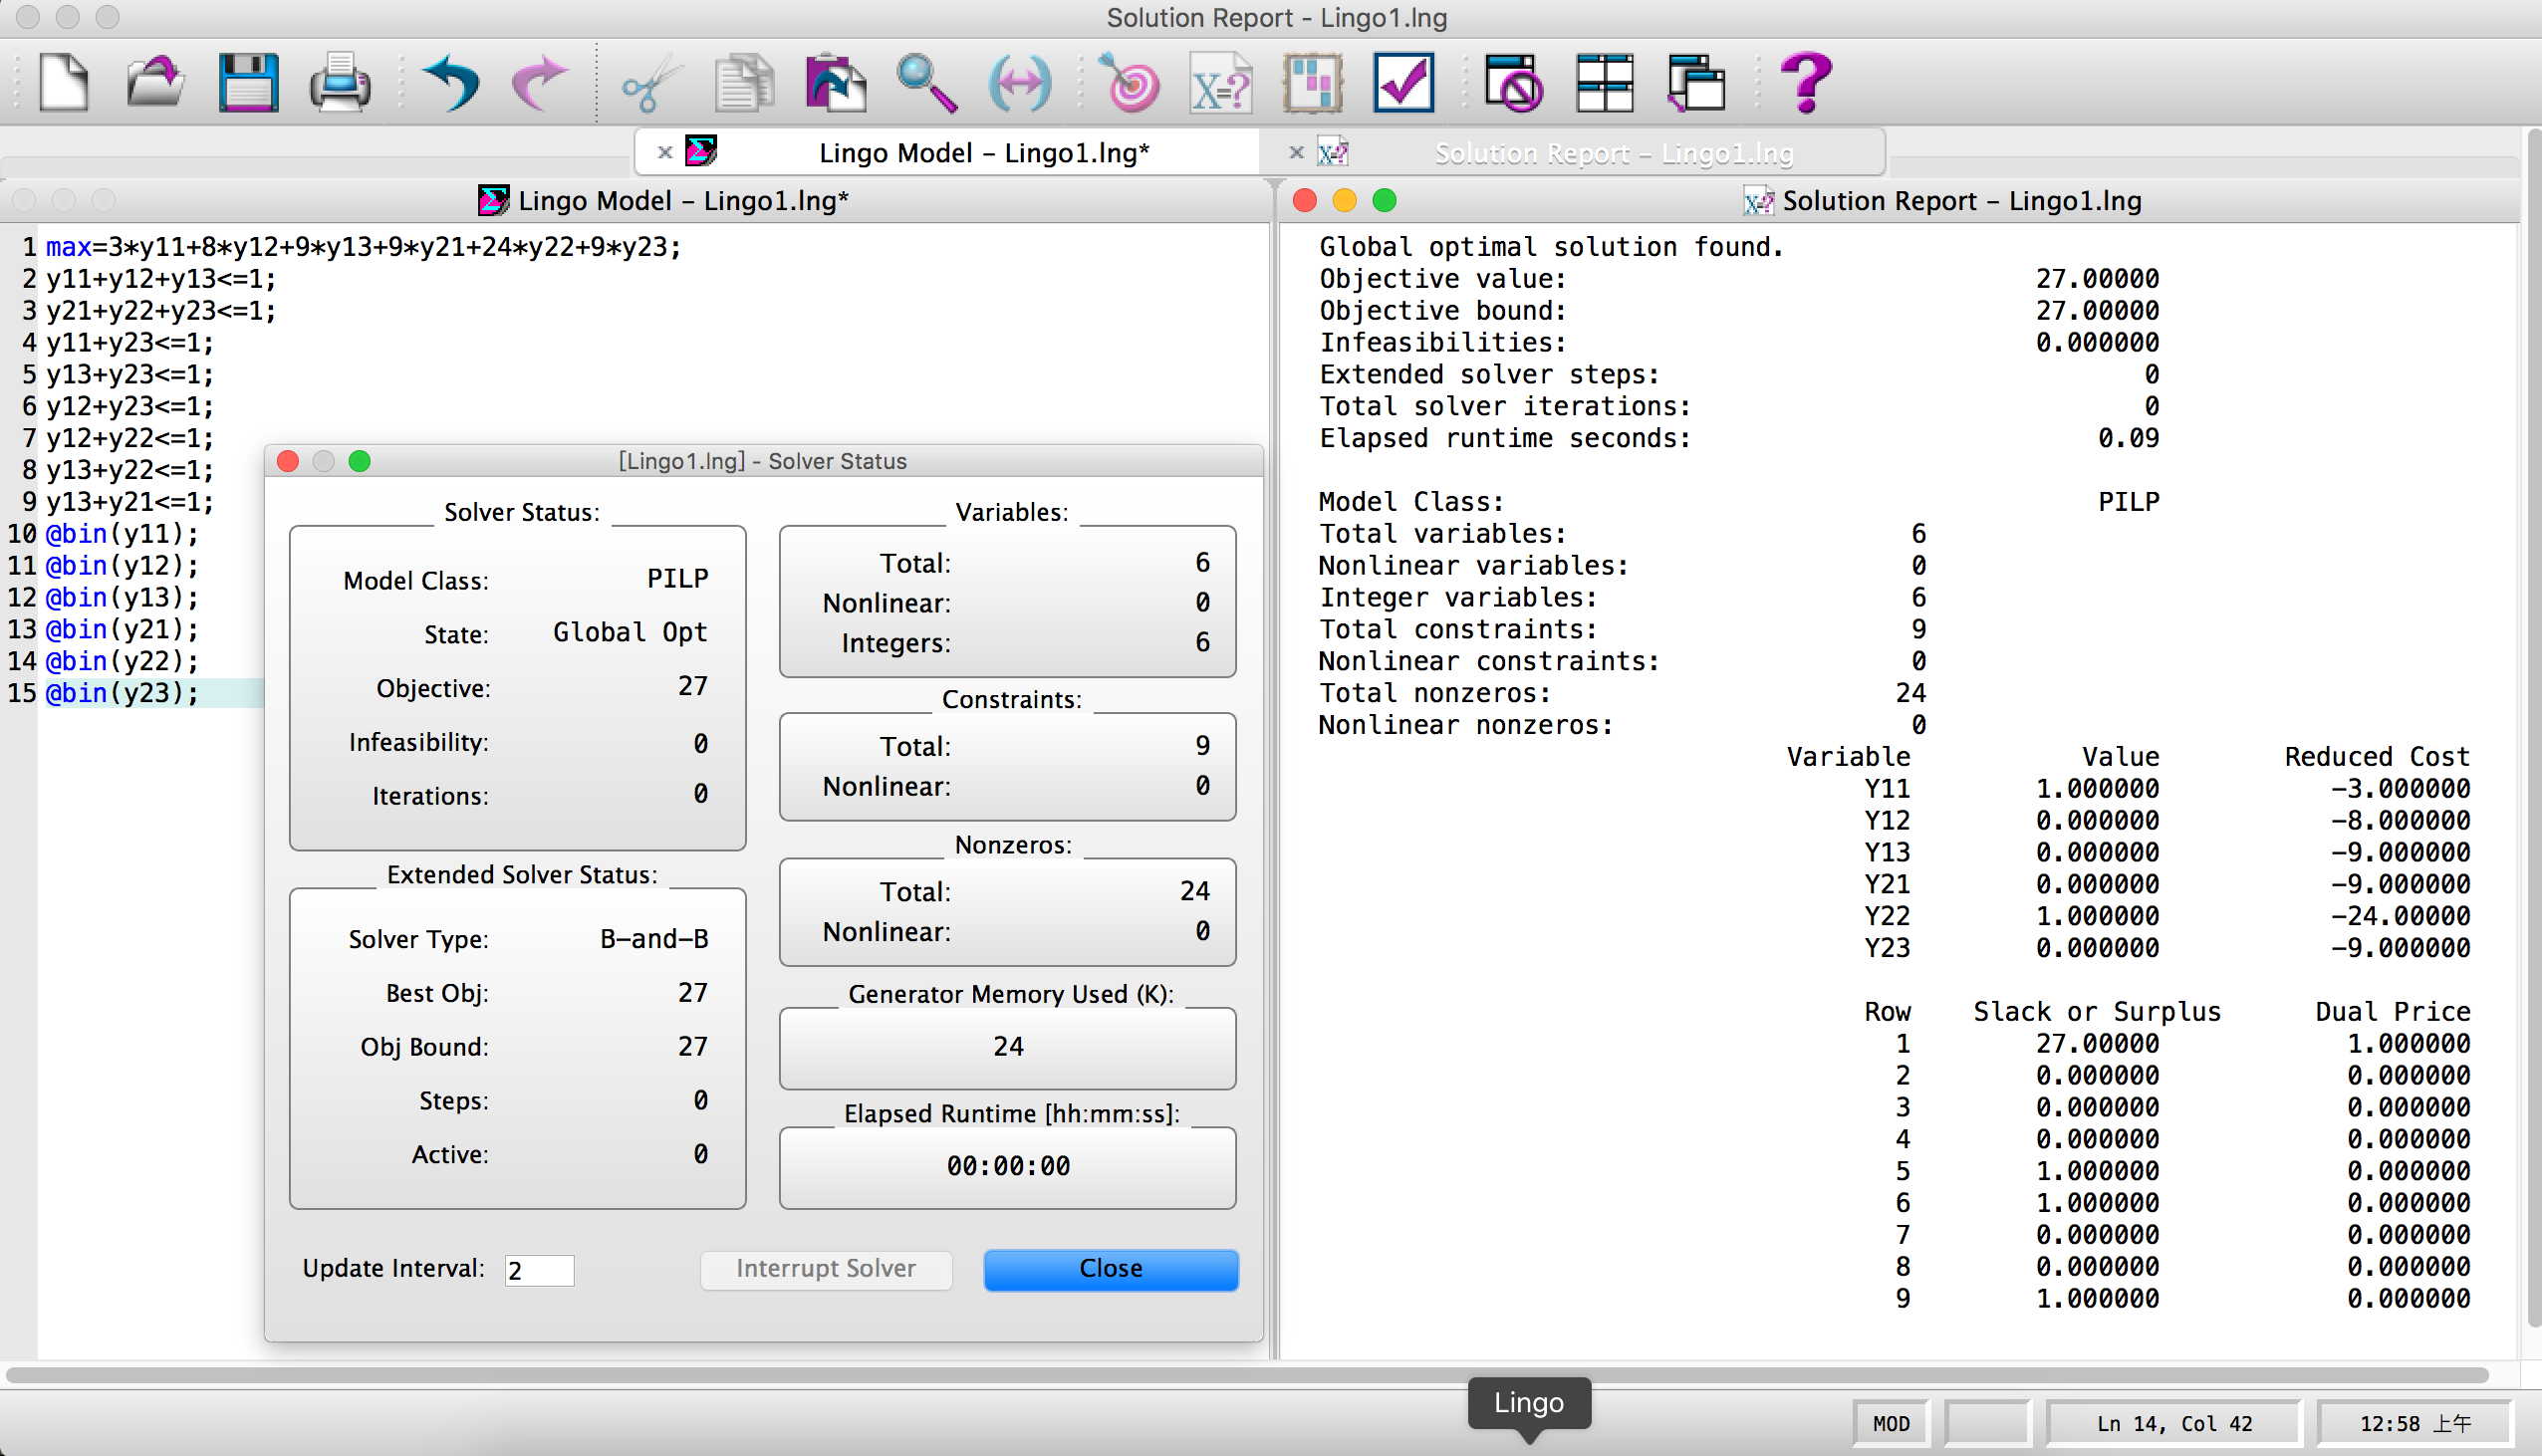 Solution Report - Lingo1.lng
Lingo Model - Lingo1.lng*
Solution Report - Lingo1.lng
Lingo Model - Lingo1.lng*
1 max=3*y11+8*y12+9*y13+9*y21+24*y22+9*y23;
2 y11+y12+y13<=1;
3 y21+y22+y23<=1;
4 y11+y23<=1;
5 y13+y23<=1;
6 y12+y23<=1;
7 y12+y22<=1;
8 y13+y22<=1;
9 y13+y21<=1;
10 @bin(y11);
11 @bin(y12);
12 @bin(y13);
13 @bin(y21);
14 @bin(y22);
15 @bin(y23);
[Lingo1.lng] - Solver Status
Solver Status:
Model Class: PILP
State: Global Opt
Objective: 27
Infeasibility: 0
Iterations: 0
Extended Solver Status:
Solver Type: B-and-B
Best Obj: 27
Obj Bound: 27
Steps: 0
Active: 0
Variables:
Total: 6
Nonlinear: 0
Integers: 6
Constraints:
Total: 9
Nonlinear: 0
Nonzeros:
Total: 24
Nonlinear: 0
Generator Memory Used (K):
24
Elapsed Runtime [hh:mm:ss]:
00:00:00
Update Interval: 2 Interrupt Solver Close
Solution Report - Lingo1.lng
Global optimal solution found.
Objective value: 27.00000
Objective bound: 27.00000
Infeasibilities: 0.000000
Extended solver steps: 0
Total solver iterations: 0
Elapsed runtime seconds: 0.09
Model Class: PILP
Total variables: 6
Nonlinear variables: 0
Integer variables: 6
Total constraints: 9
Nonlinear constraints: 0
Total nonzeros: 24
Nonlinear nonzeros: 0
Variable Value Reduced Cost
Y11 1.000000 -3.000000
Y12 0.000000 -8.000000
Y13 0.000000 -9.000000
Y21 0.000000 -9.000000
Y22 1.000000 -24.00000
Y23 0.000000 -9.000000
Row Slack or Surplus Dual Price
1 27.00000 1.000000
2 0.000000 0.000000
3 0.000000 0.000000
4 0.000000 0.000000
5 1.000000 0.000000
6 1.000000 0.000000
7 0.000000 0.000000
8 0.000000 0.000000
9 1.000000 0.000000
Lingo
MOD Ln 14, Col 42 12:58 上午